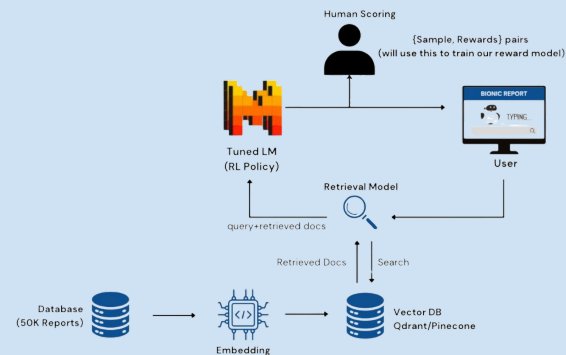 Human Scoring
{Sample, Rewards} pairs
(will use this to train our reward model)
BIONIC REPORT
TYPING...
Tuned LM
(RL Policy)
User
Retrieval Model
query+retrieved docs
Retrieved Docs
Search
Database
(50K Reports)
</>
Embedding
Vector DB
Qdrant/Pinecone